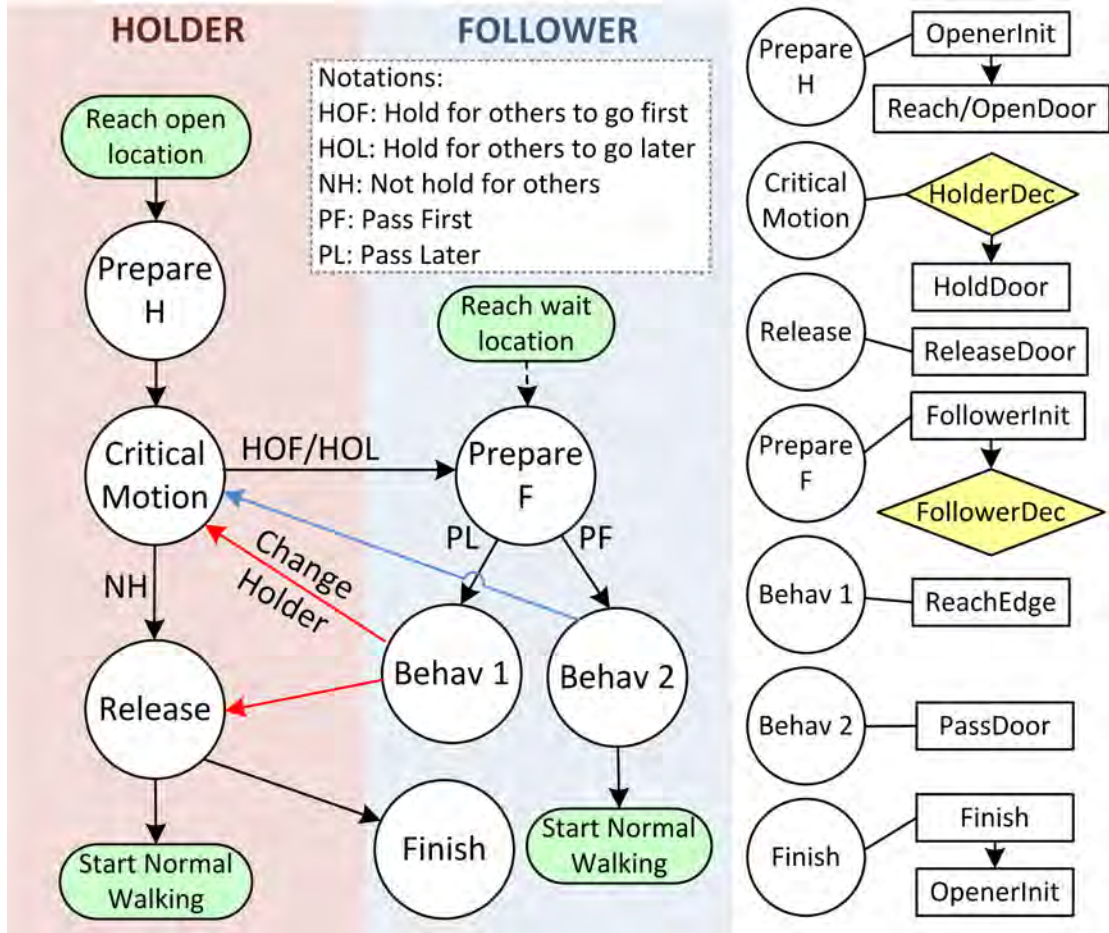 HOLDER
FOLLOWER
Notations:
HOF: Hold for others to go first
HOL: Hold for others to go later
NH: Not hold for others
PF: Pass First
PL: Pass Later
Reach open
location
Prepare
H
Reach wait
location
Critical
Motion
HOF/HOL
Prepare
F
PL
PF
Change
Holder
NH
Behav 1
Behav 2
Release
Finish
Start Normal
Walking
Start Normal
Walking
Prepare
H
OpenerInit
Reach/OpenDoor
Critical
Motion
HolderDec
HoldDoor
Release
ReleaseDoor
Prepare
F
FollowerInit
FollowerDec
Behav 1
ReachEdge
Behav 2
PassDoor
Finish
Finish
OpenerInit